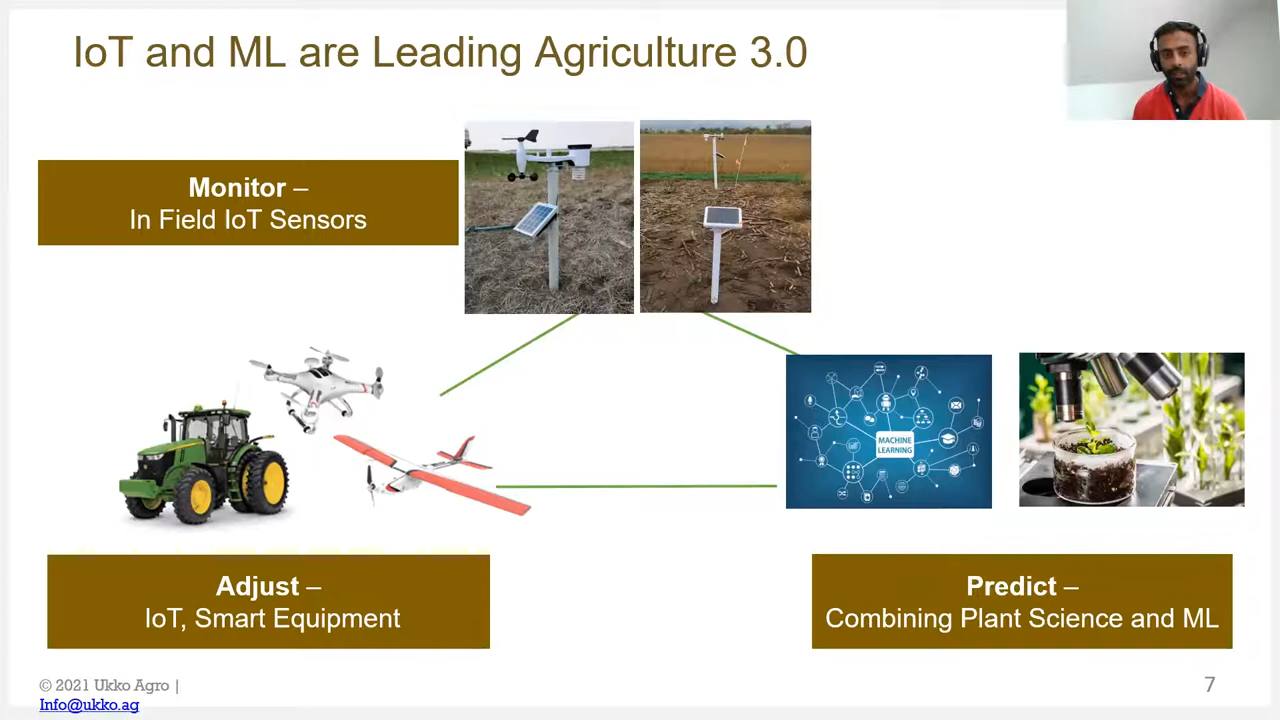 IoT and ML are Leading Agriculture 3.0
Monitor –
In Field IoT Sensors
MACHINE
LEARNING
Adjust –
IoT, Smart Equipment
Predict –
Combining Plant Science and ML
© 2021 Ukko Agro |
Info@ukko.ag
7